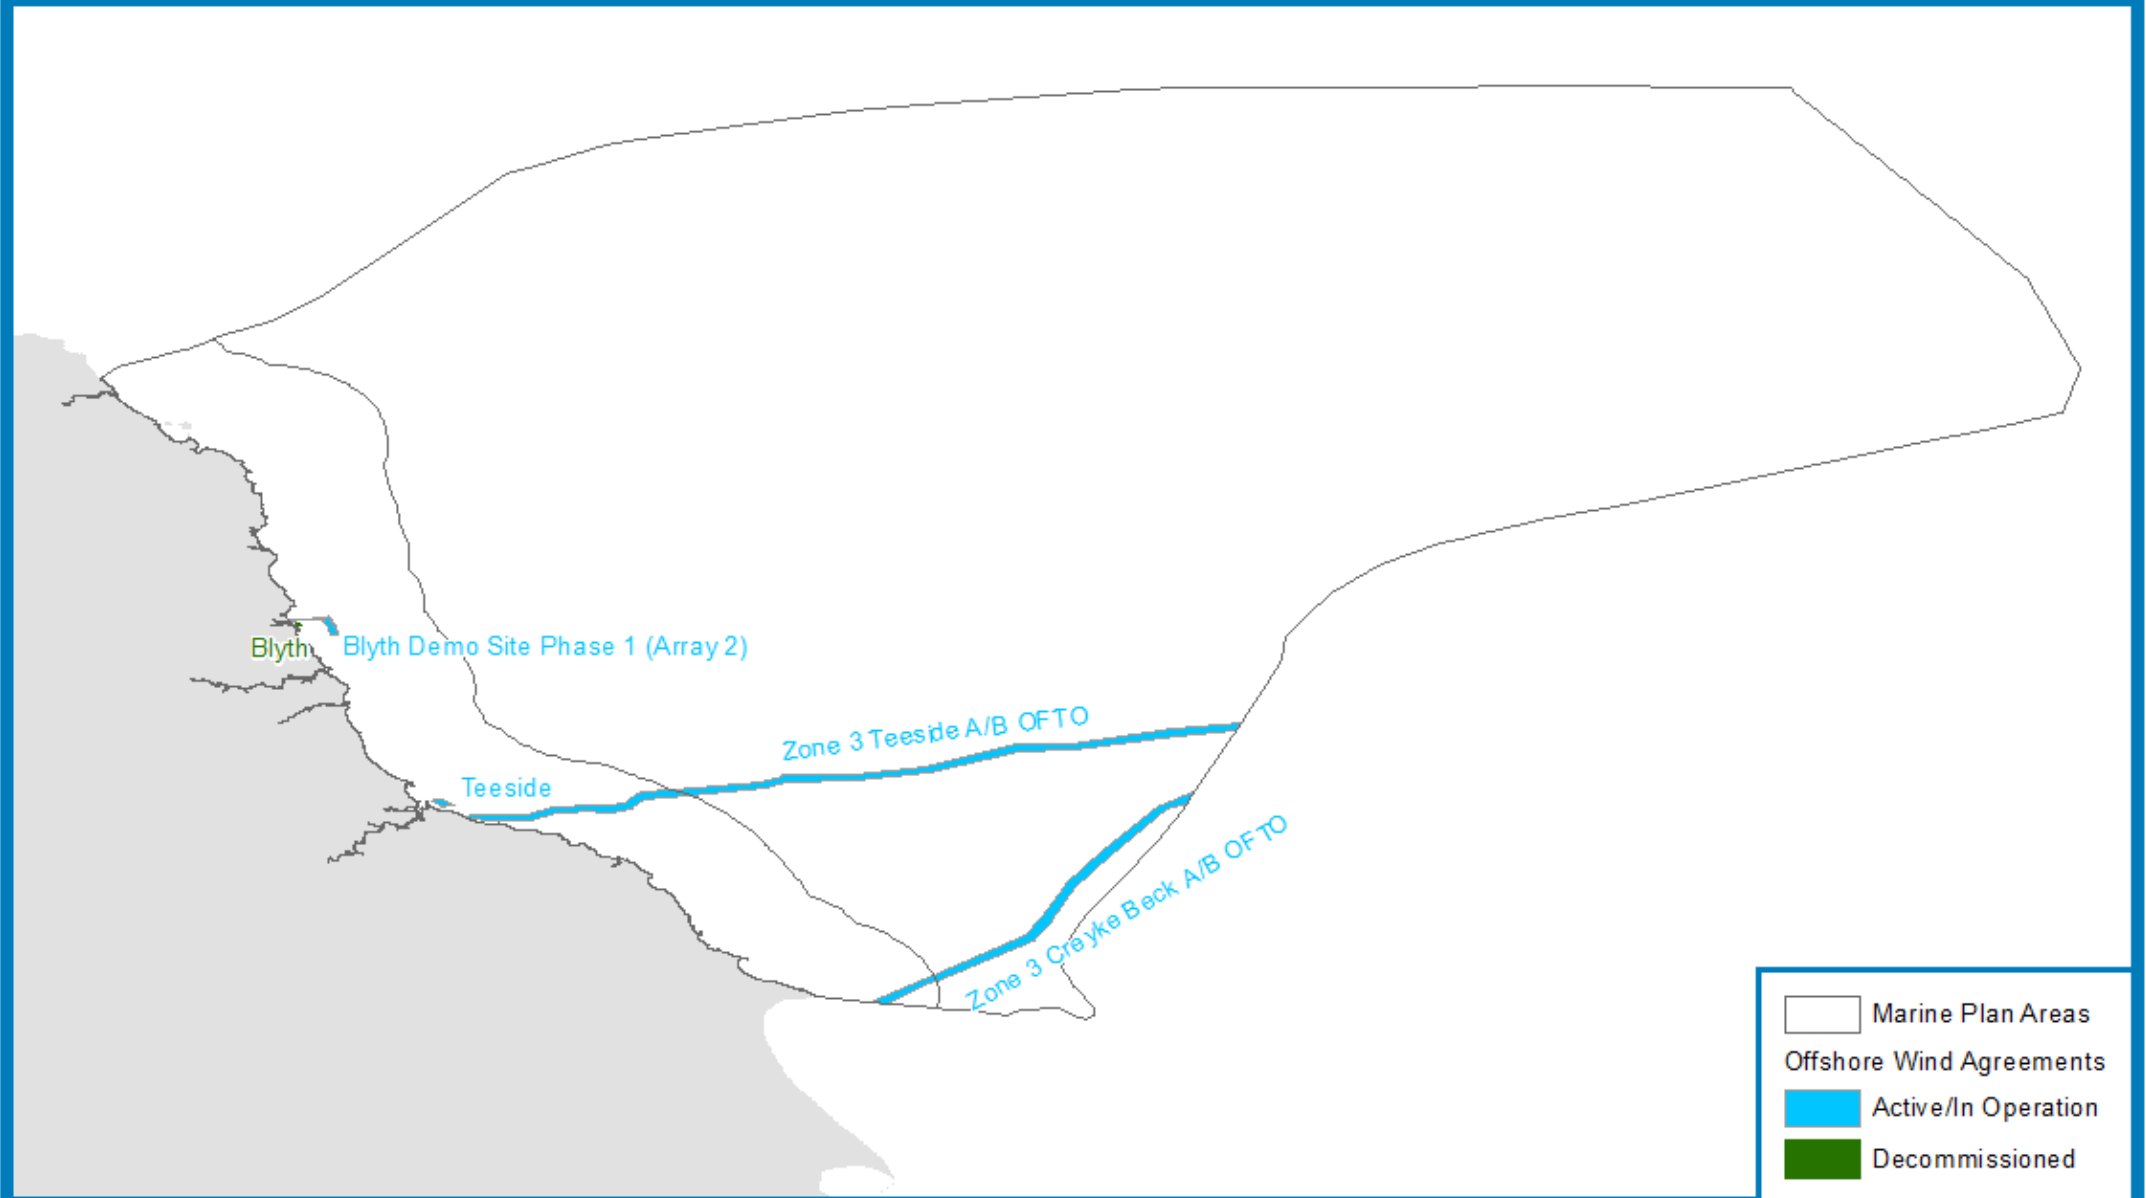 Blyth
Blyth Demo Site Phase 1 (Array 2)
Zone 3 Teeside A/B OFTO
Teeside
Zone 3 Creyke Beck A/B OFTO
Marine Plan Areas
Offshore Wind Agreements
Active/In Operation
Decommissioned